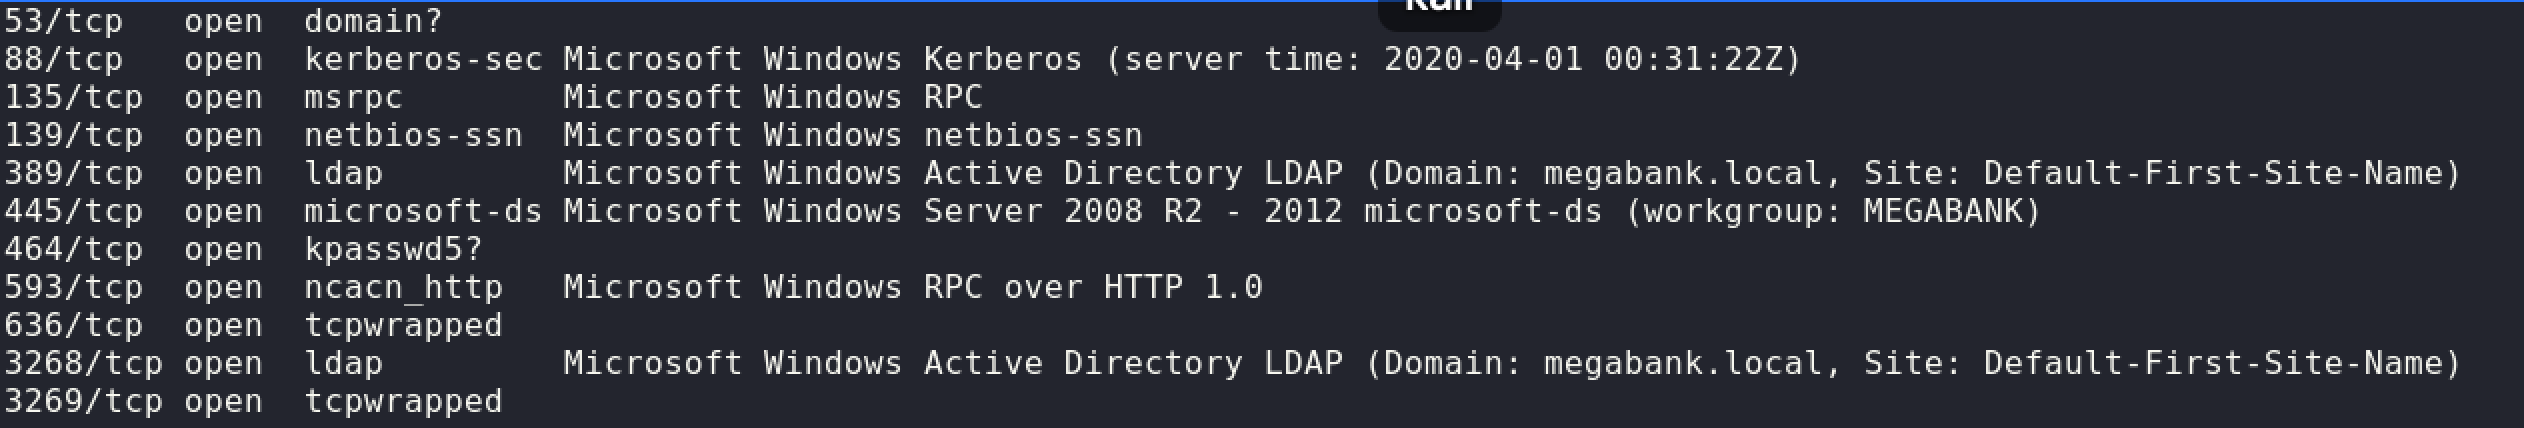 53/tcp   open  domain?
88/tcp   open  kerberos-sec Microsoft Windows Kerberos (server time: 2020-04-01 00:31:22Z)
135/tcp  open  msrpc        Microsoft Windows RPC
139/tcp  open  netbios-ssn  Microsoft Windows netbios-ssn
389/tcp  open  ldap         Microsoft Windows Active Directory LDAP (Domain: megabank.local, Site: Default-First-Site-Name)
445/tcp  open  microsoft-ds Microsoft Windows Server 2008 R2 - 2012 microsoft-ds (workgroup: MEGABANK)
464/tcp  open  kpasswd5?
593/tcp  open  ncacn_http   Microsoft Windows RPC over HTTP 1.0
636/tcp  open  tcpwrapped
3268/tcp open  ldap         Microsoft Windows Active Directory LDAP (Domain: megabank.local, Site: Default-First-Site-Name)
3269/tcp open  tcpwrapped